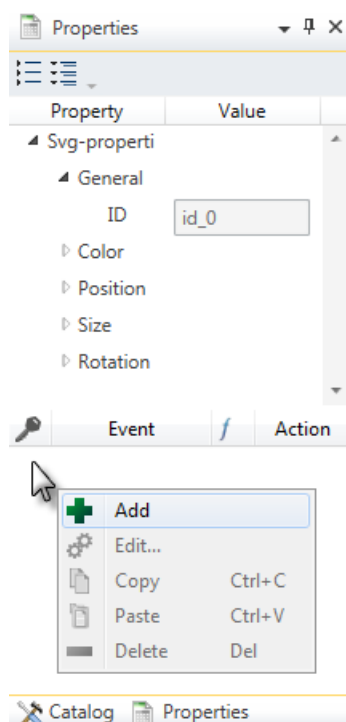 Properties
Property Value
Svg-properti
General
ID id_0
Color
Position
Size
Rotation
Event f Action
Add
Edit...
Copy Ctrl+C
Paste Ctrl+V
Delete Del
Catalog Properties